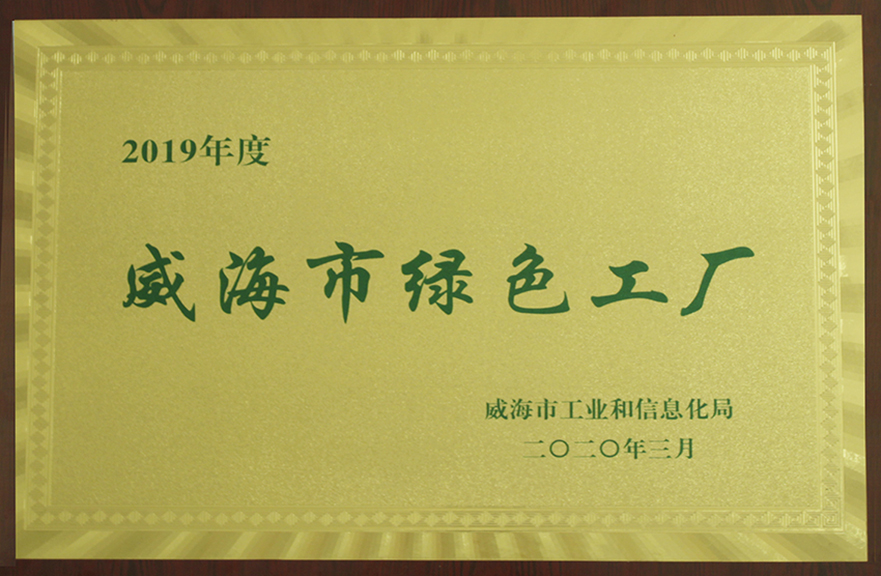 2019年度
威海市绿色工厂
威海市工业和信息化局
二〇二〇年三月